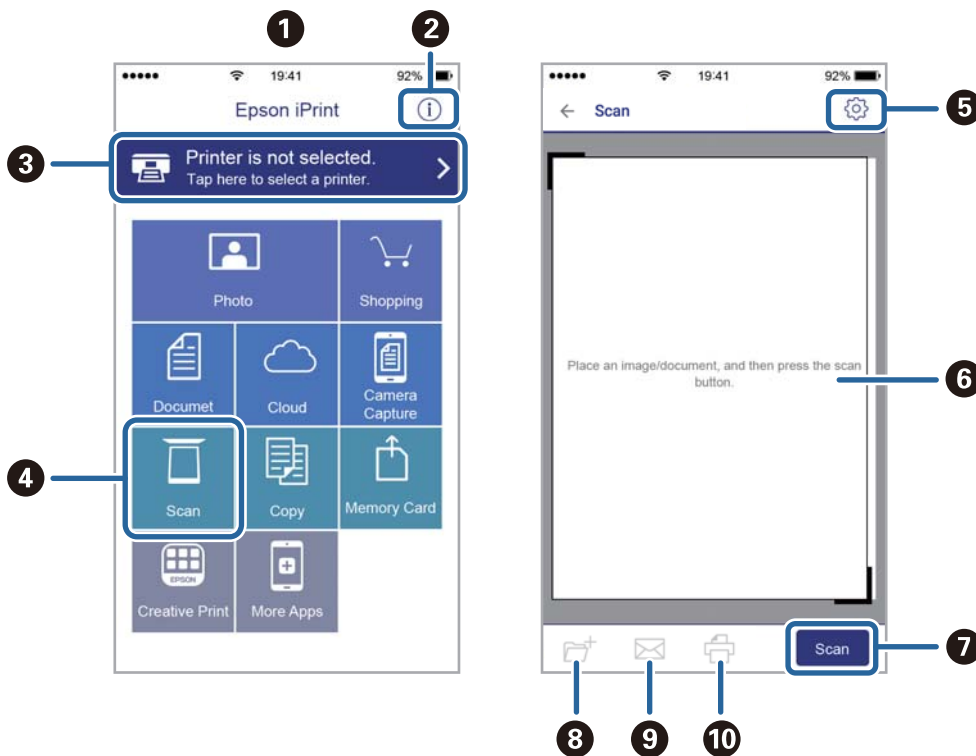 1
2
19:41
92%
Epson iPrint
i
3
Printer is not selected.
Tap here to select a printer.
Photo
Shopping
Documet
Cloud
Camera
Capture
4
Scan
Copy
Memory Card
EPSON
Creative Print
More Apps
19:41
92%
Scan
5
Place an image/document, and then press the scan
button.
6
Scan
7
8
9
10